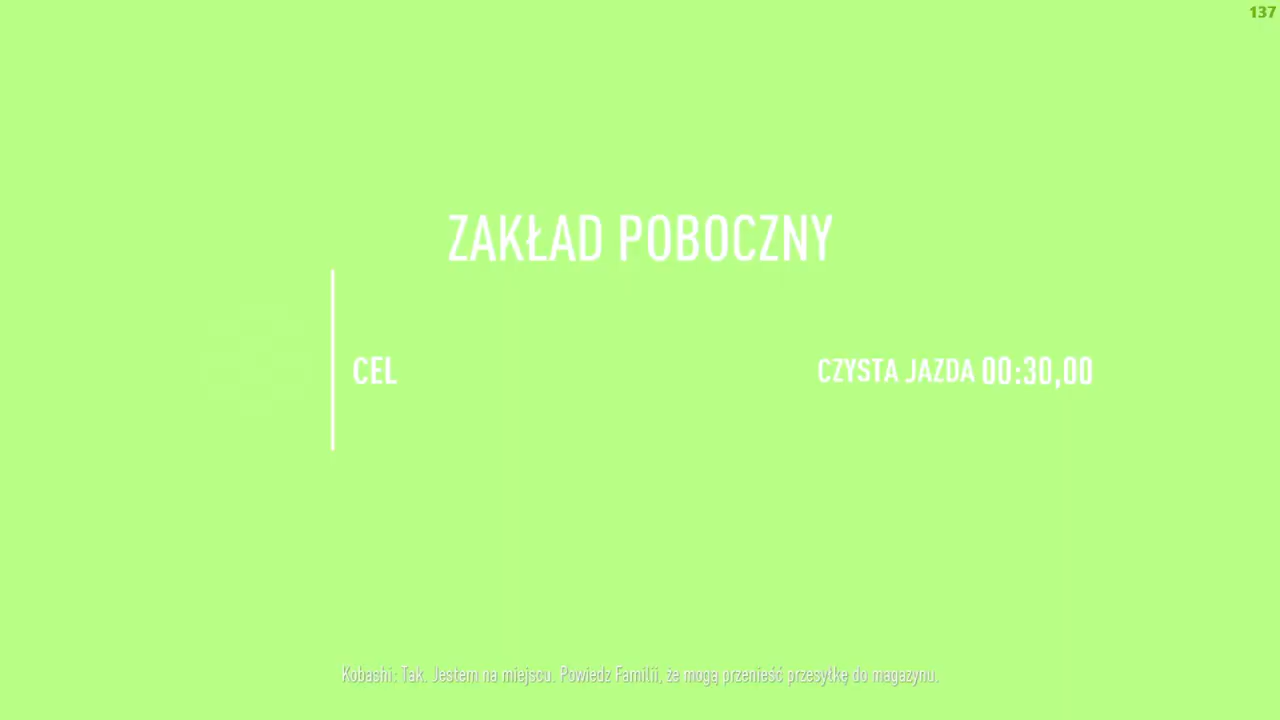 137
ZAKŁAD POBOCZNY
CEL
CZYSTA JAZDA 00:30,00
Kobashi: Tak. Jestem na miejscu. Powiedz Familii, że mogą przenieść przesyłkę do magazynu.